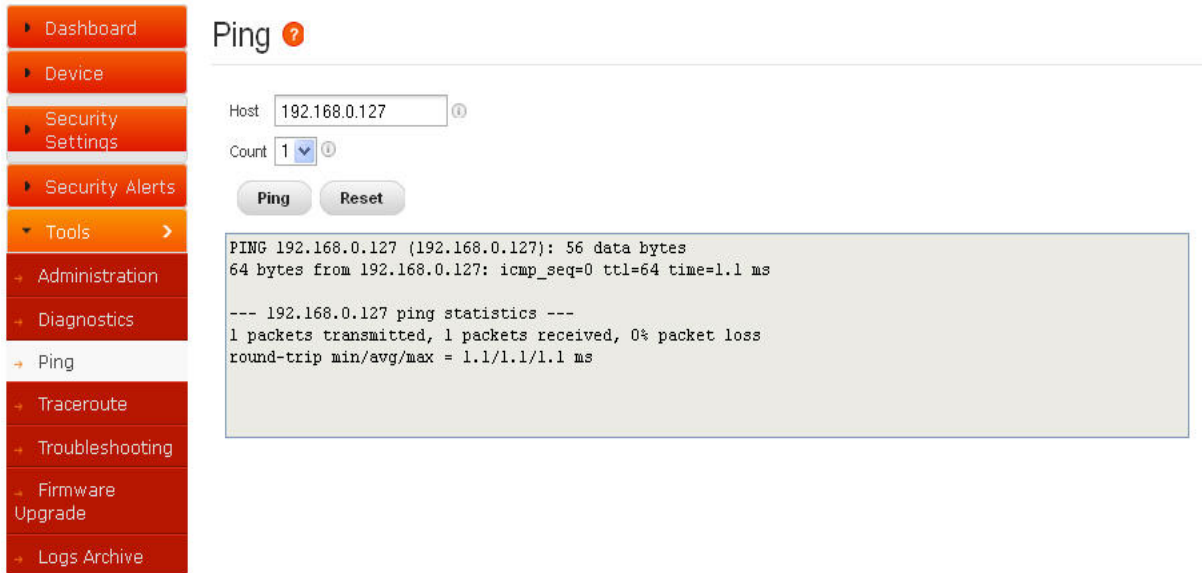 Dashboard
Device
Security
Settings
Security Alerts
Tools
Administration
Diagnostics
Ping
Traceroute
Troubleshooting
Firmware
Upgrade
Logs Archive
Ping ?
Host 192.168.0.127
Count 1
Ping Reset
PING 192.168.0.127 (192.168.0.127): 56 data bytes
64 bytes from 192.168.0.127: icmp_seq=0 ttl=64 time=1.1 ms
--- 192.168.0.127 ping statistics ---
1 packets transmitted, 1 packets received, 0% packet loss
round-trip min/avg/max = 1.1/1.1/1.1 ms